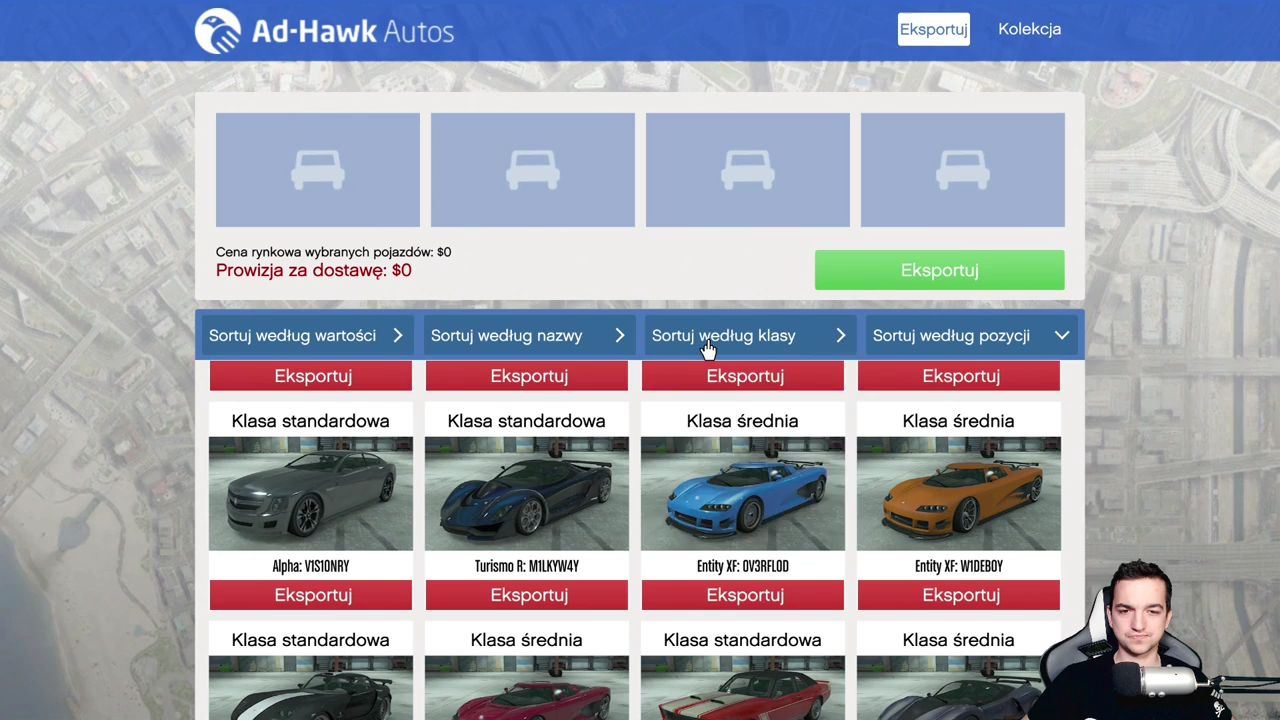 Ad-Hawk Autos
Eksportuj
Kolekcja
Cena rynkowa wybranych pojazdów: $0
Prowizja za dostawę: $0
Eksportuj
Sortuj według wartości
Sortuj według nazwy
Sortuj według klasy
Sortuj według pozycji
Eksportuj
Eksportuj
Eksportuj
Eksportuj
Klasa standardowa
Klasa standardowa
Klasa średnia
Klasa średnia
Alpha: V1S10NRY
Turismo R: M1LKYW4Y
Entity XF: 0V3RFL0D
Entity XF: W1DEB0Y
Eksportuj
Eksportuj
Eksportuj
Eksportuj
Klasa standardowa
Klasa średnia
Klasa standardowa
Klasa średnia